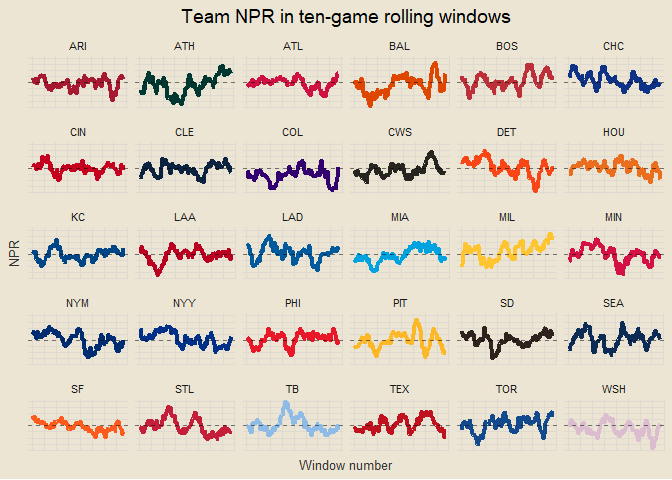 Team NPR in ten-game rolling windows
ARI ATH ATL BAL BOS CHC
CIN CLE COL CWS DET HOU
KC LAA LAD MIA MIL MIN
NPR
NYM NYY PHI PIT SD SEA
SF STL TB TEX TOR WSH
Window number